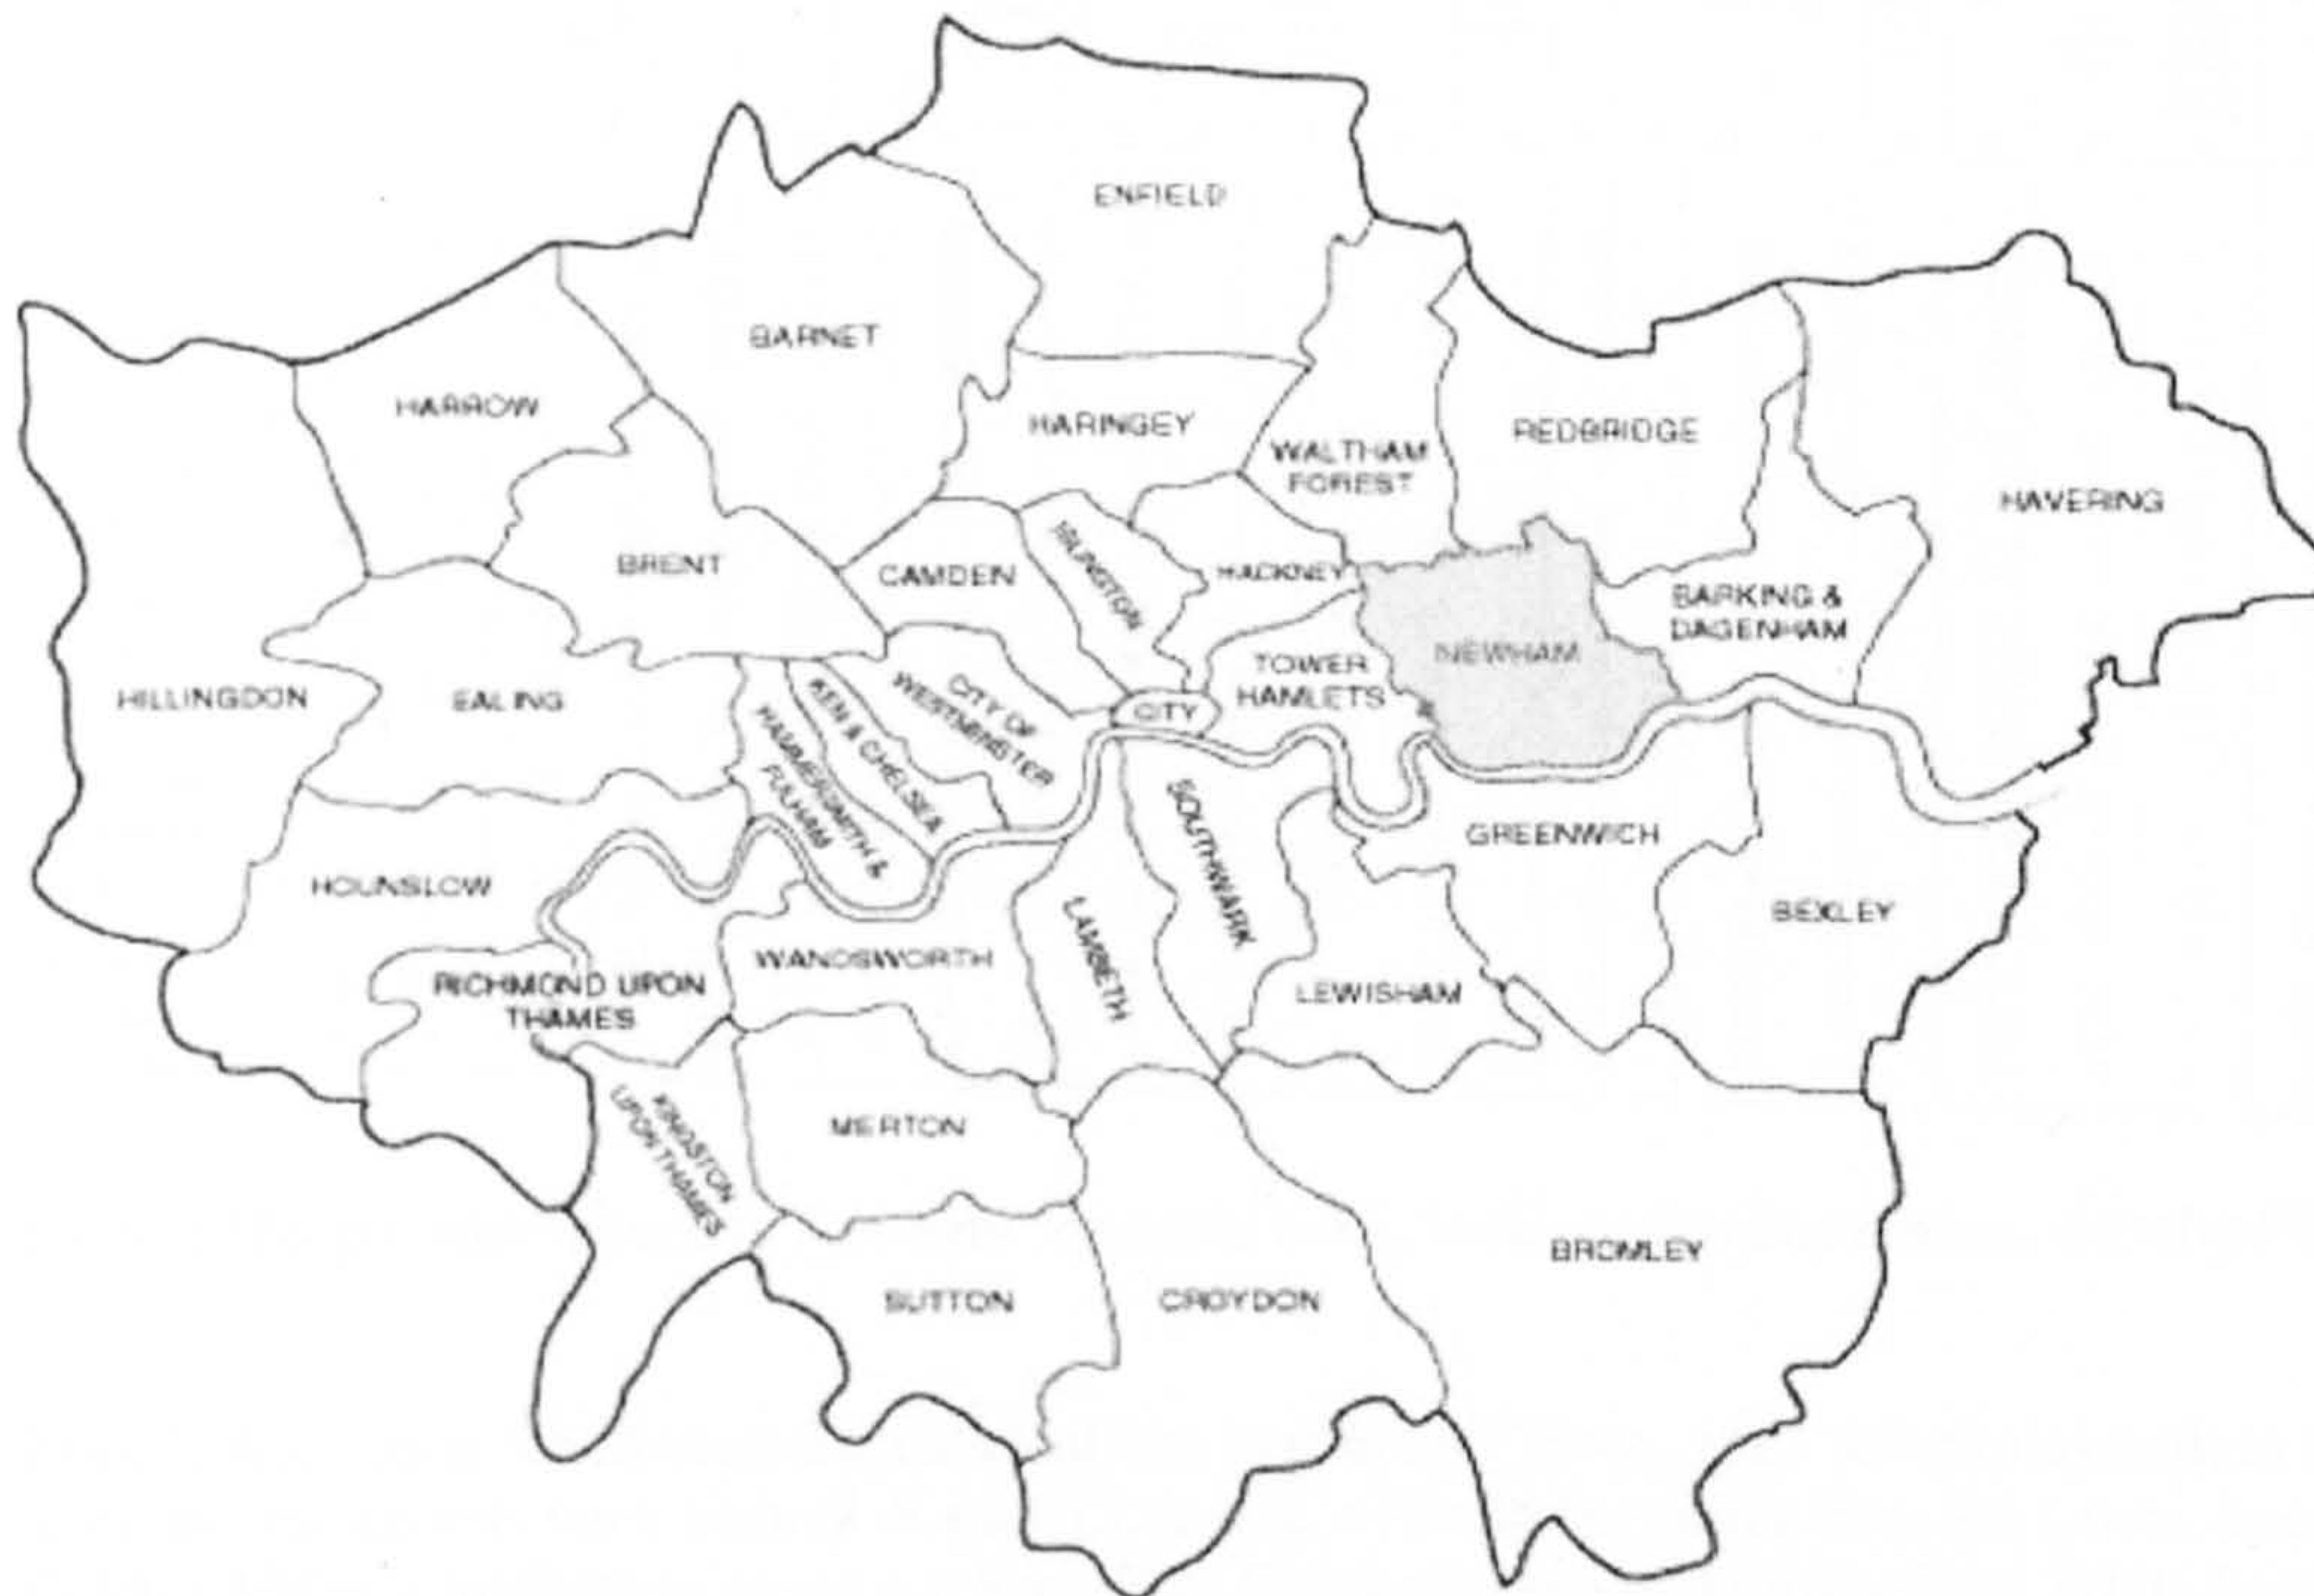 ENFIELD
BARNET
HARROW
HARINGEY
REDBRIDGE
WALTHAM
FOREST
HAVERING
BRENT
CAMDEN
ISLINGTON
HACKNEY
BARKING &
DAGENHAM
NEWHAM
TOWER
HAMLETS
HILLINGDON
EALING
CITY
CITY OF
WESTMINSTER
KEN & CHELSEA
HAMMERSMITH &
FULHAM
SOUTHWARK
GREENWICH
HOUNSLOW
BEXLEY
LAMBETH
WANDSWORTH
RICHMOND UPON
THAMES
LEWISHAM
MERTON
KINGSTON
UPON THAMES
BROMLEY
SUTTON
CROYDON